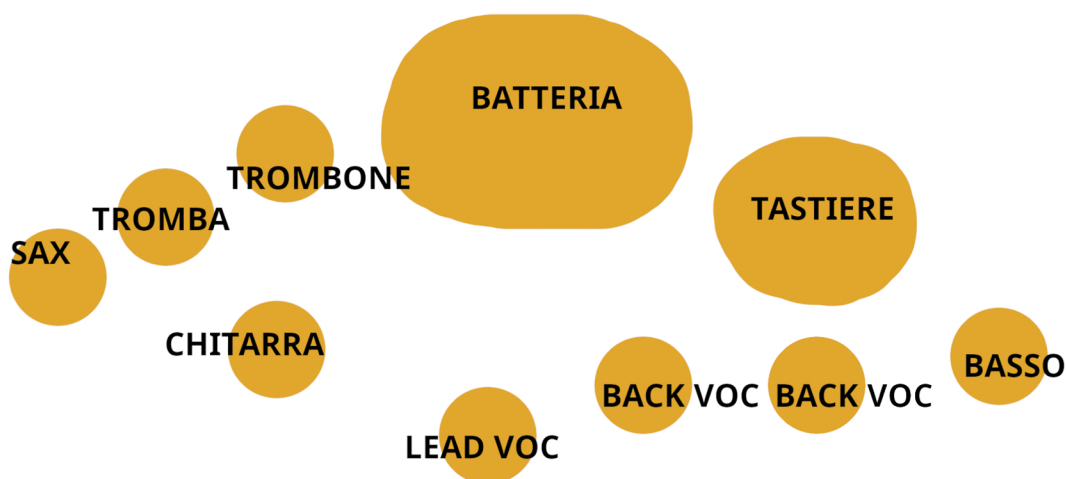 BATTERIA
TROMBONE
TASTIERE
TROMBA
SAX
CHITARRA
BASSO
BACK VOC
BACK VOC
LEAD VOC